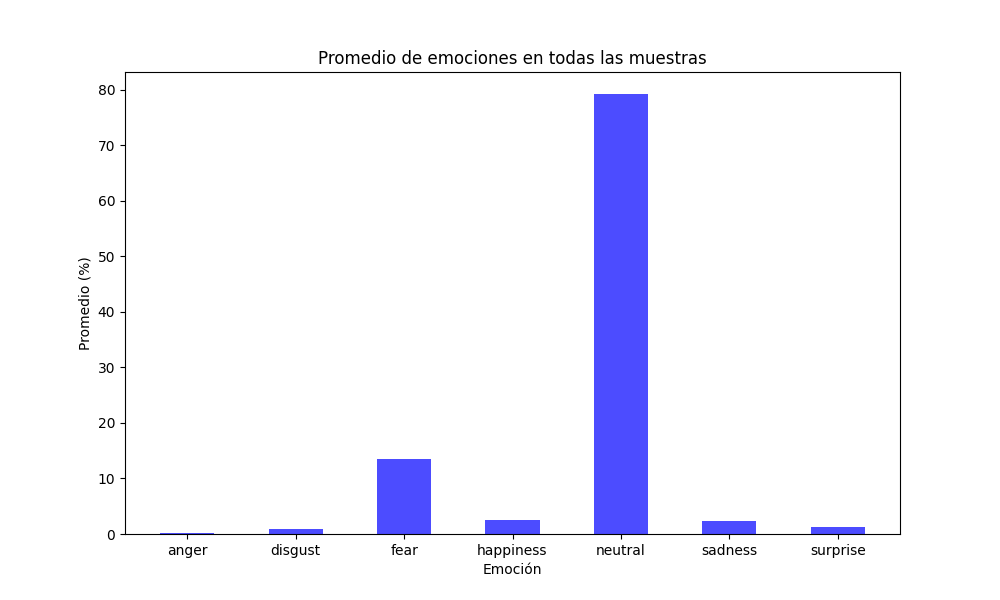 Promedio de emociones en todas las muestras
Promedio (%)
80
70
60
50
40
30
20
10
0
anger disgust fear happiness neutral sadness surprise
Emoción